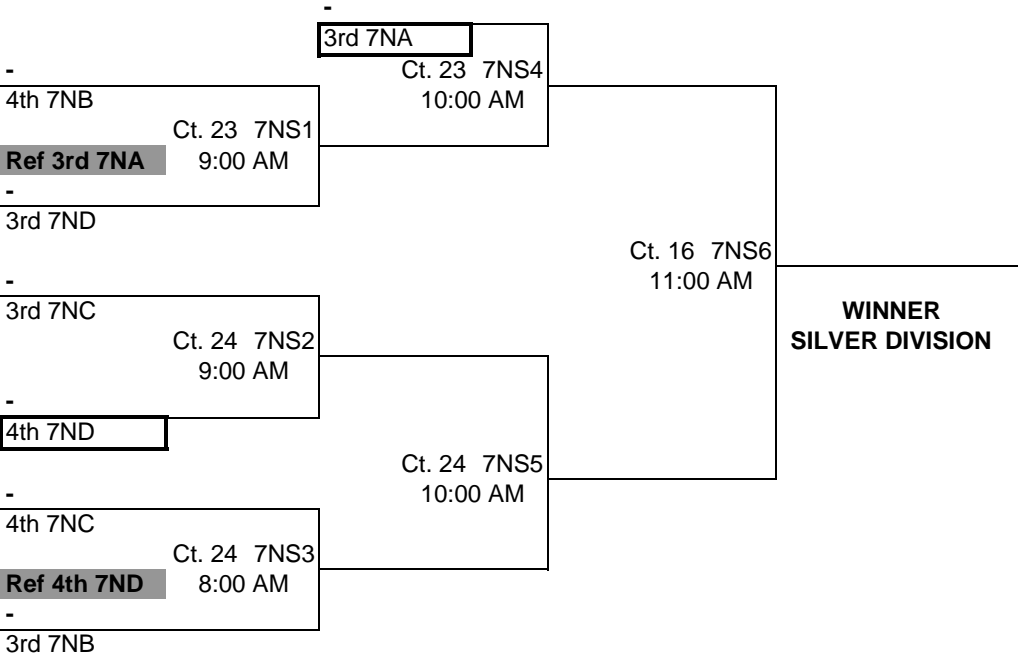 -
3rd 7NA
-
Ct. 23 7NS4
4th 7NB
10:00 AM
Ct. 23 7NS1
Ref 3rd 7NA
9:00 AM
-
3rd 7ND
Ct. 16 7NS6
-
11:00 AM
3rd 7NC
WINNER
Ct. 24 7NS2
SILVER DIVISION
9:00 AM
-
4th 7ND
Ct. 24 7NS5
-
10:00 AM
4th 7NC
Ct. 24 7NS3
Ref 4th 7ND
8:00 AM
-
3rd 7NB